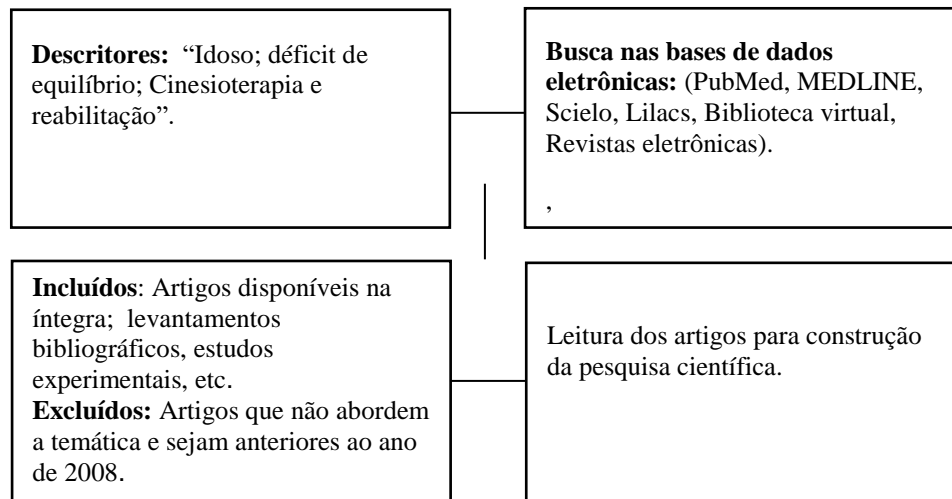 Descritores: “Idoso; déficit de
equilíbrio; Cinesioterapia e
reabilitação”.
Busca nas bases de dados
eletrônicas: (PubMed, MEDLINE,
Scielo, Lilacs, Biblioteca virtual,
Revistas eletrônicas).
,
Incluídos: Artigos disponíveis na
íntegra; levantamentos
bibliográficos, estudos
experimentais, etc.
Excluídos: Artigos que não abordem
a temática e sejam anteriores ao ano
de 2008.
Leitura dos artigos para construção
da pesquisa científica.